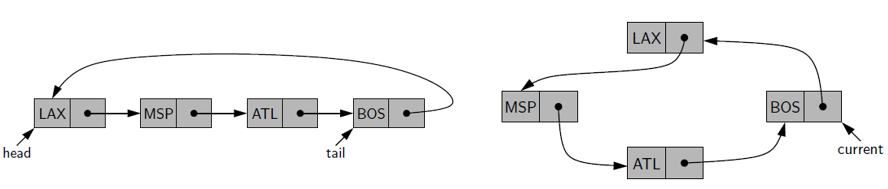 LAX MSP ATL BOS
head tail
LAX
MSP BOS
current
ATL